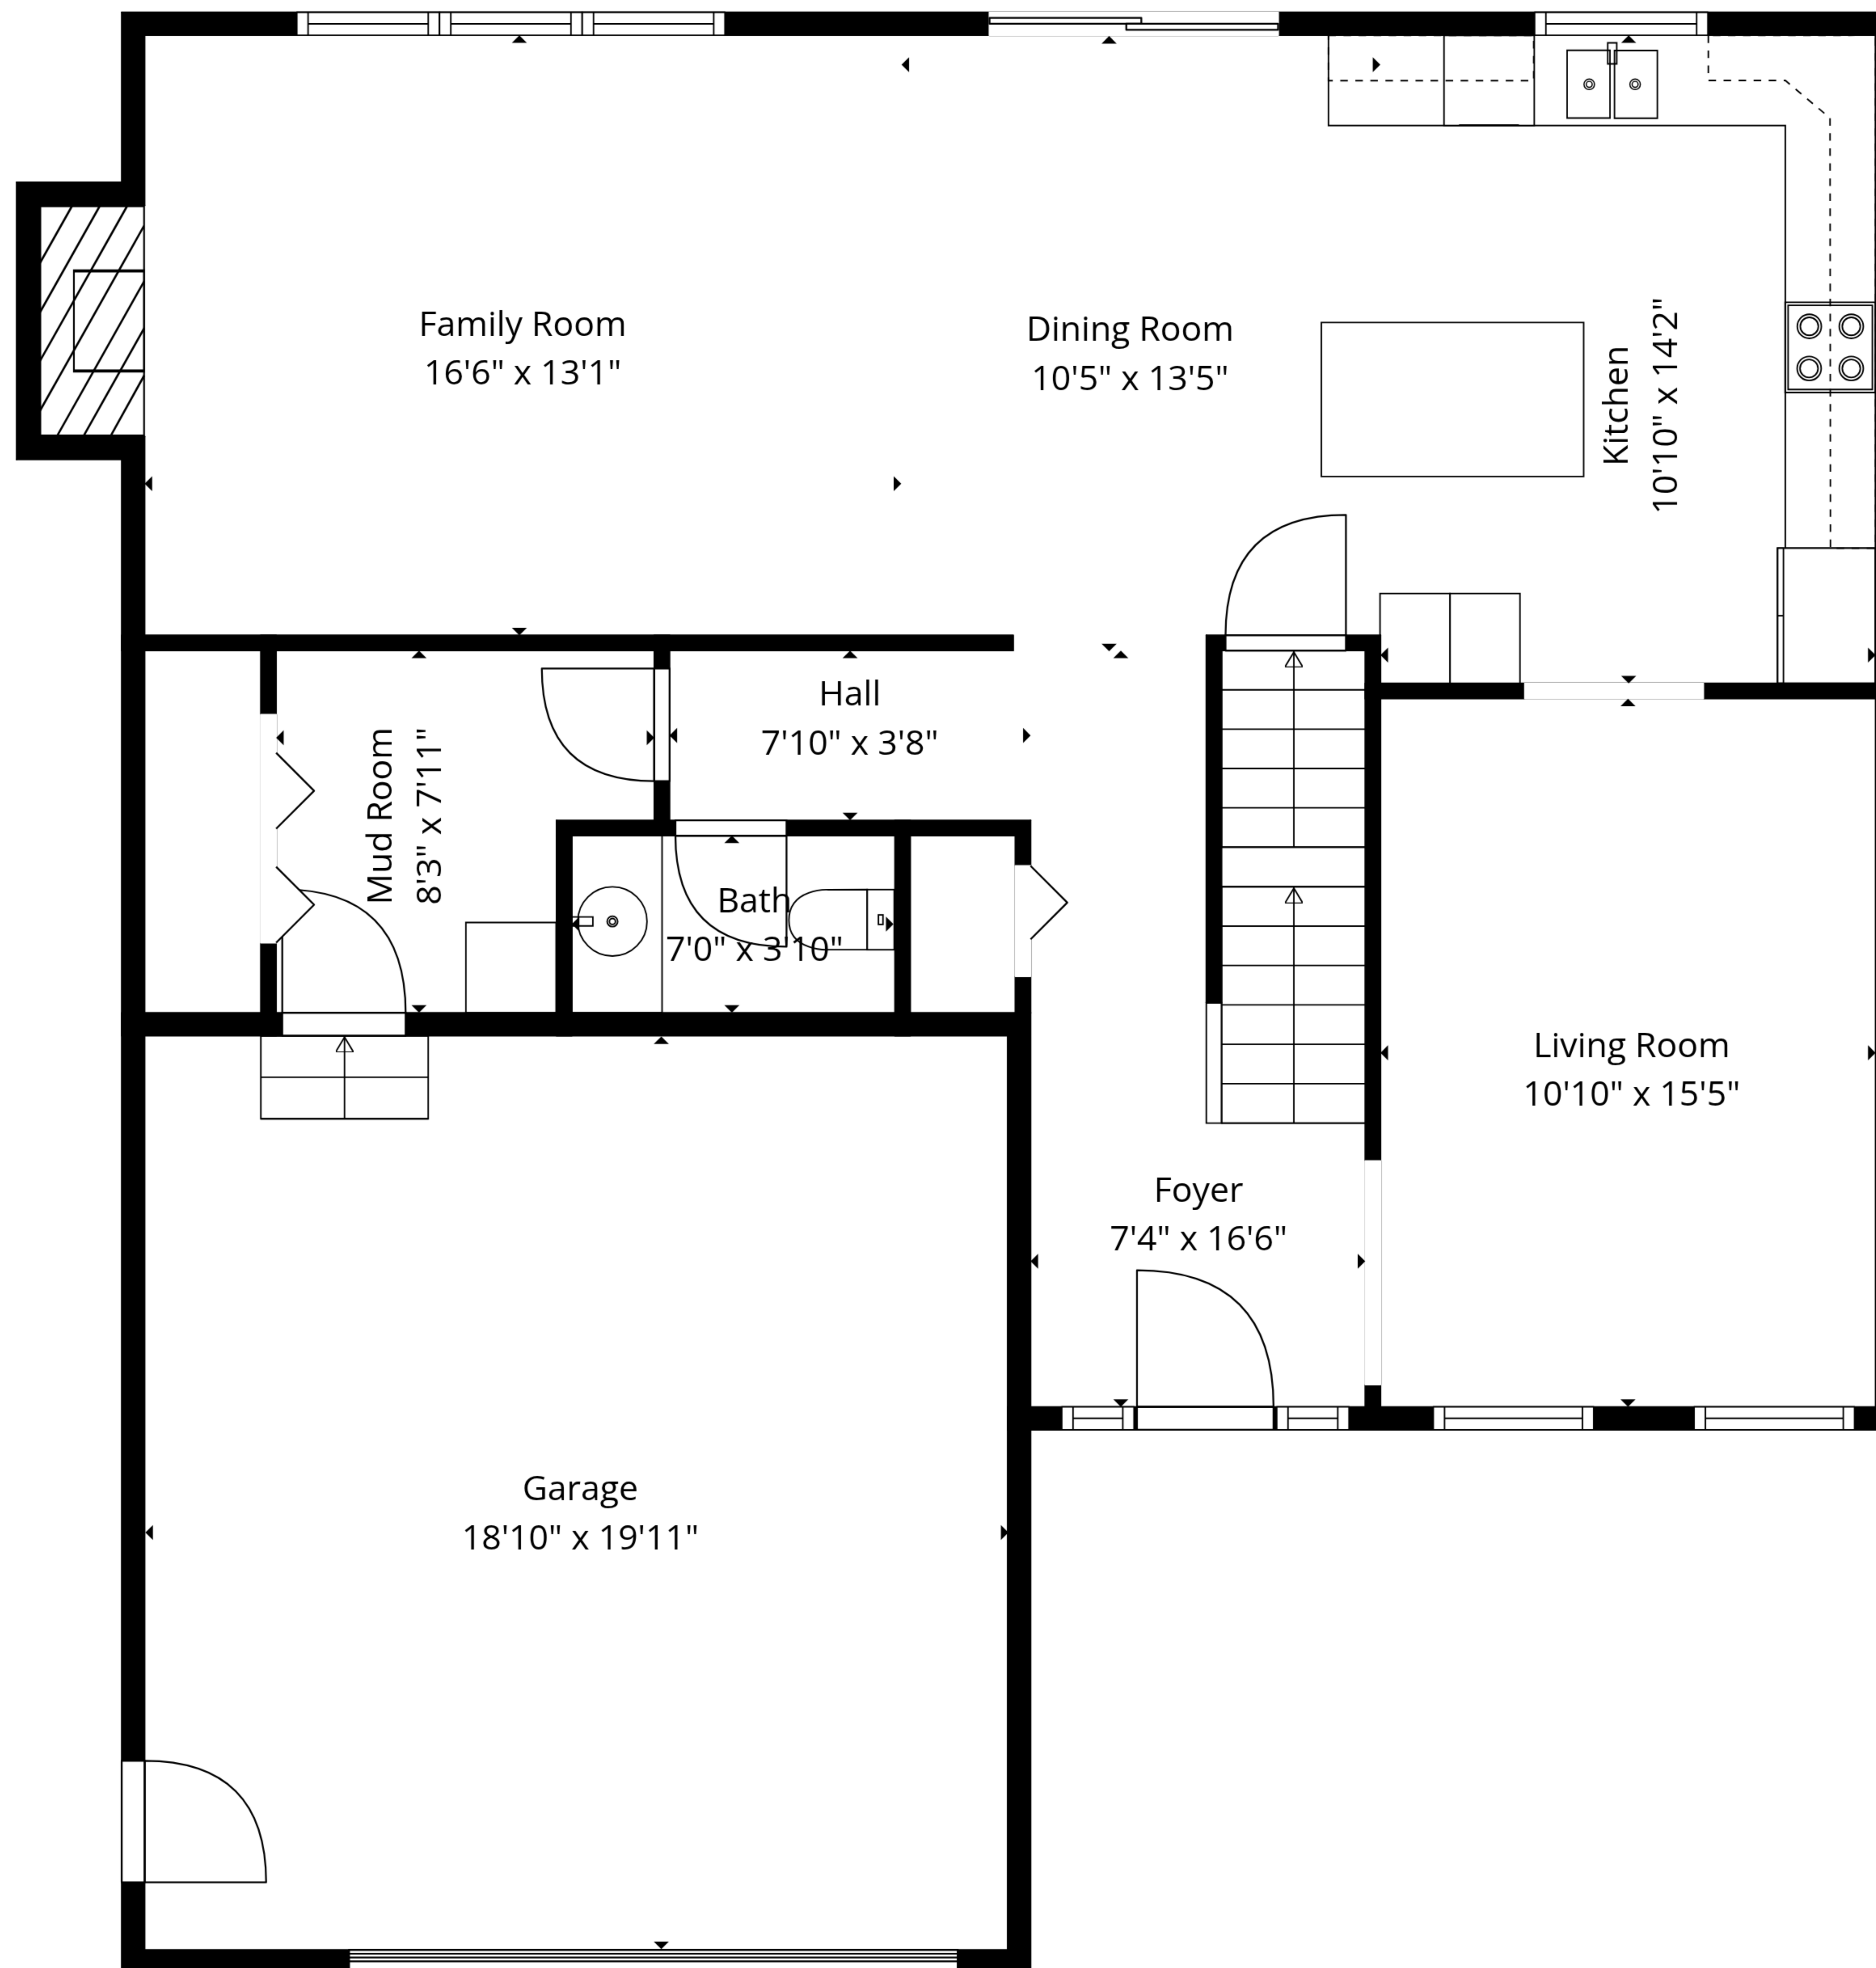 Family Room
16'6" x 13'1"
Dining Room
10'5" x 13'5"
Kitchen
10'10" x 14'2"
Hall
7'10" x 3'8"
Mud Room
8'3" x 7'11"
Bath
7'0" x 3'10"
Living Room
10'10" x 15'5"
Foyer
7'4" x 16'6"
Garage
18'10" x 19'11"